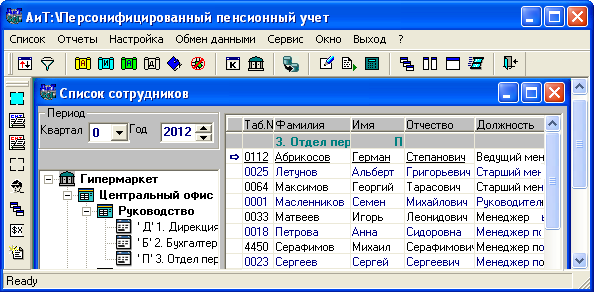 АиТ:\Персонифицированный пенсионный учет
Список Отчеты Настройка Обмен данными Сервис Окно Выход ?
Список сотрудников
Период
Квартал 0 Год 2012
Гипермаркет
Центральный офис
Руководство
'Д' 1. Дирекция
'Б' 2. Бухгалтер
'П' 3. Отдел пер
Таб.N Фамилия Имя Отчество Должность
3. Отдел пер П
0112 Абрикосов Герман Степанович Ведущий мен
0025 Летунов Альберт Григорьевич Старший мен
0064 Максимов Георгий Тарасович Старший мен
0001 Масленников Семен Михайлович Руководитель
0033 Матвеев Игорь Леонидович Менеджер
0018 Петрова Анна Сидоровна Менеджер по
4450 Серафимов Михаил Серафимович Менеджер по
0023 Сергеев Сергей Сергеевич Менеджер по
Ready